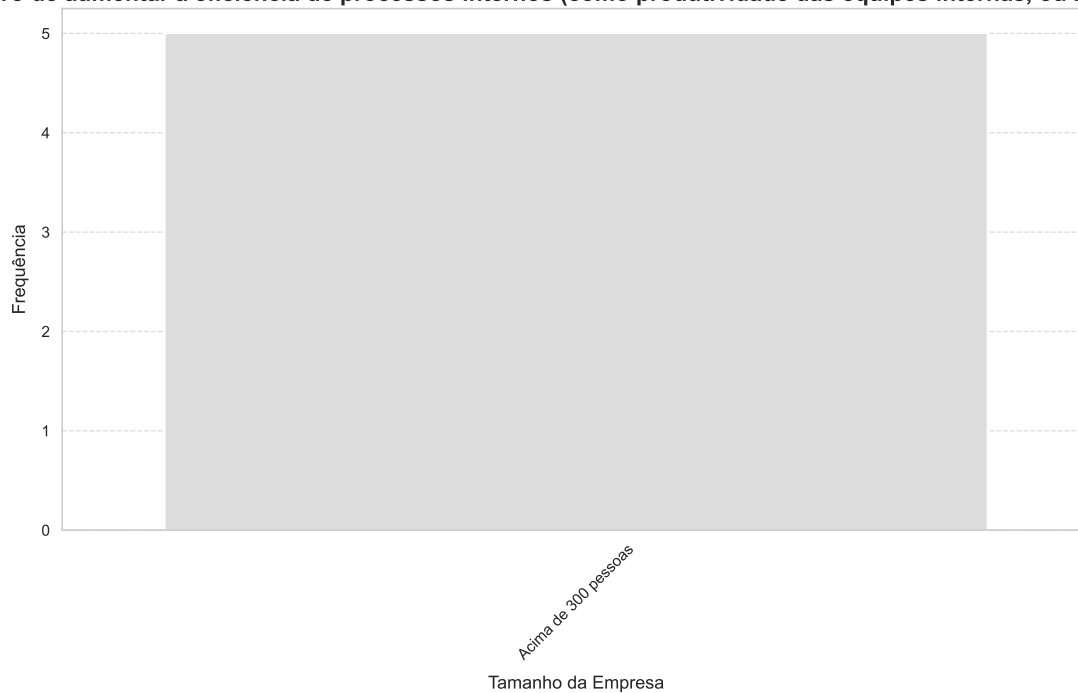 de aumentar a eficiência de processos internos (como produtividade das equipes internas, ou
5
4
3
2
1
0
Frequência
Acima de 300 pessoas
Tamanho da Empresa